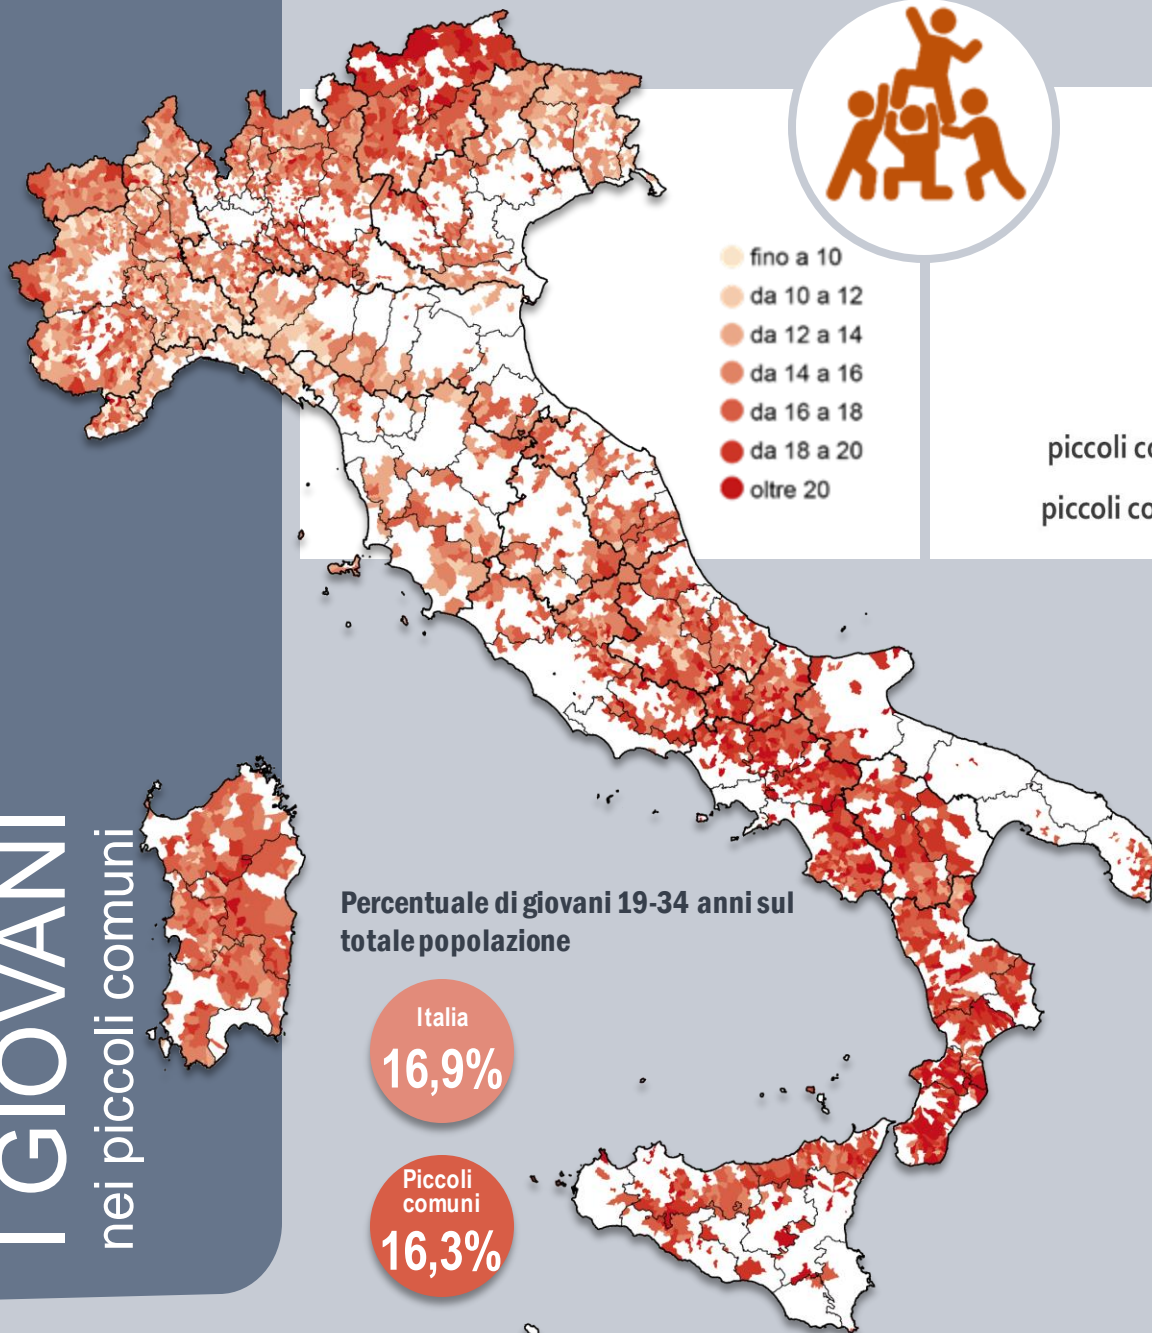 I GIOVANI
nei piccoli comuni
fino a 10
da 10 a 12
da 12 a 14
da 14 a 16
da 16 a 18
da 18 a 20
oltre 20
piccoli
piccoli
Percentuale di giovani 19-34 anni sul
totale popolazione
Italia
16,9%
Piccoli
comuni
16,3%